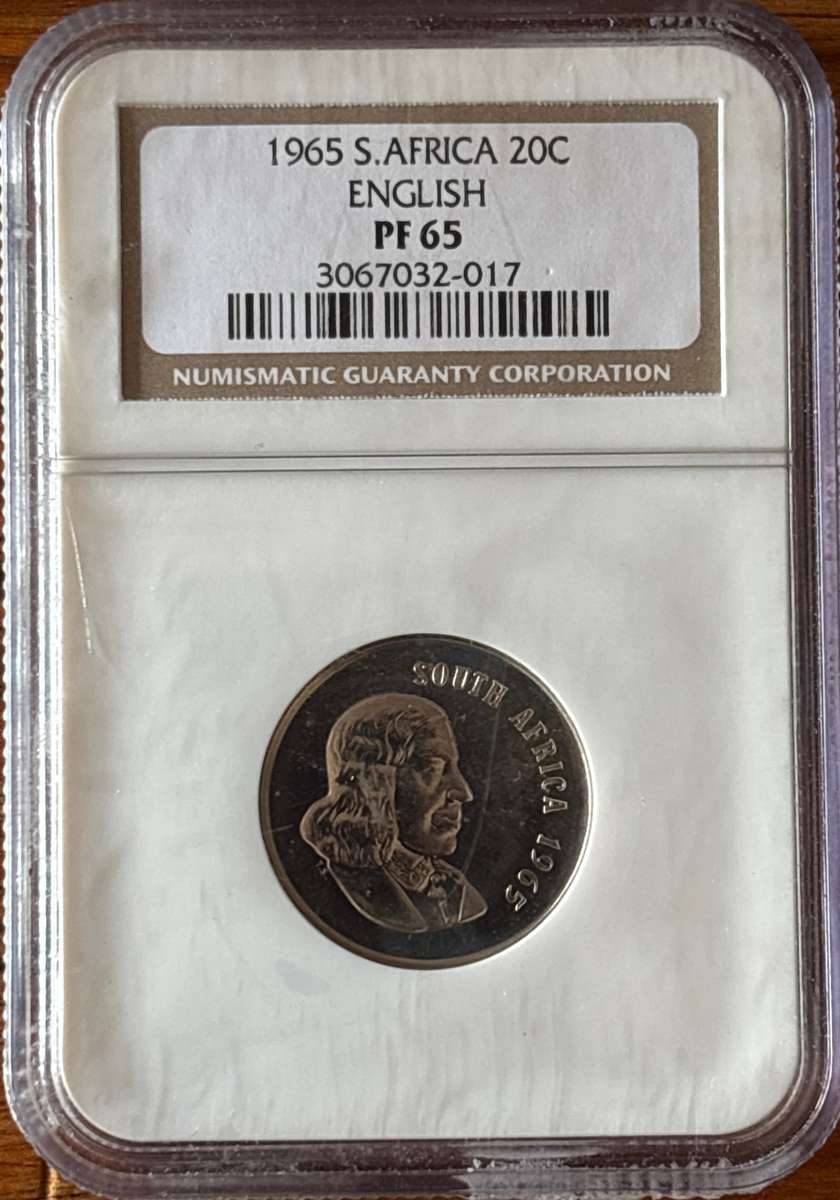 1965 S.AFRICA 20C
ENGLISH
PF 65
3067032-017
NUMISMATIC GUARANTY CORPORATION
SOUTH AFRICA 1965